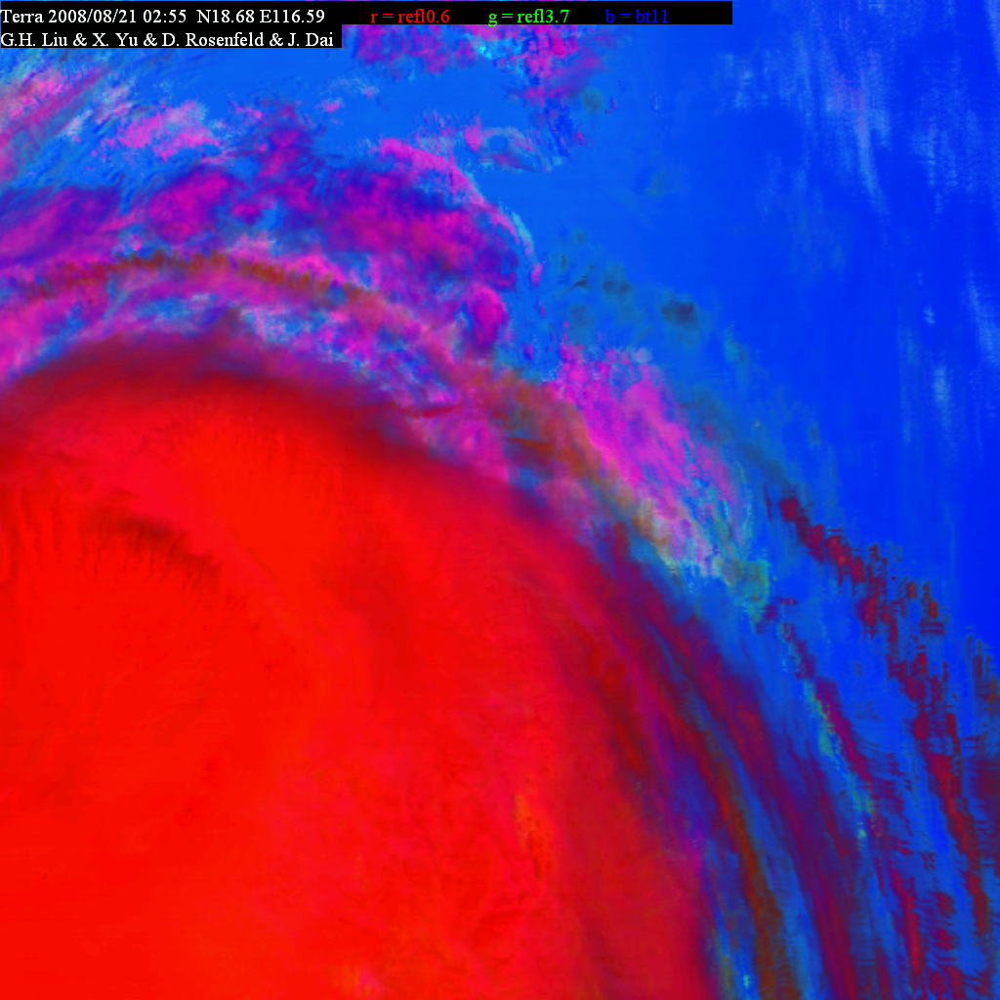 Terra 2008/08/21 02:55 N18.68 E116.59 r = refl0.6 g = refl3.7 b = bt11
G.H. Liu & X. Yu & D. Rosenfeld & J. Dai